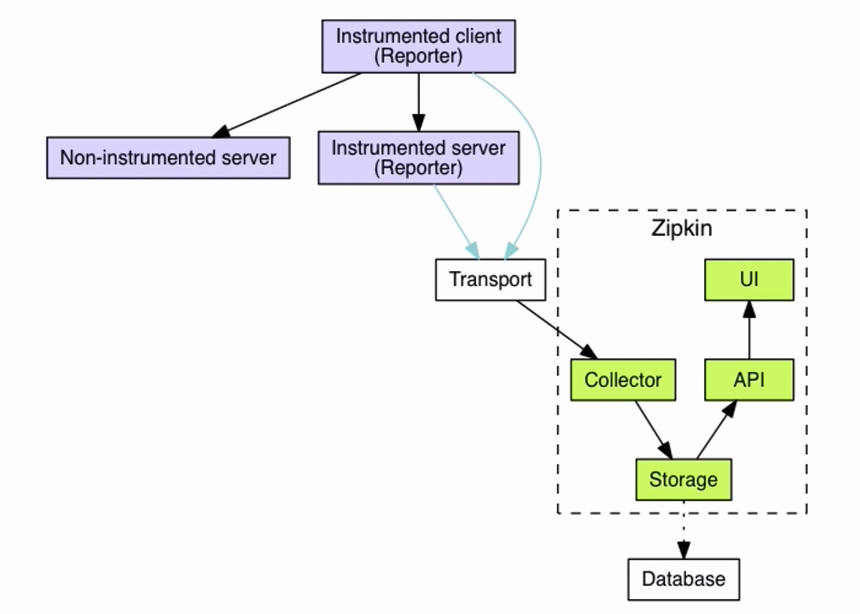 Instrumented client
(Reporter)
Non-instrumented server
Instrumented server
(Reporter)
Zipkin
Transport
UI
Collector
API
Storage
Database